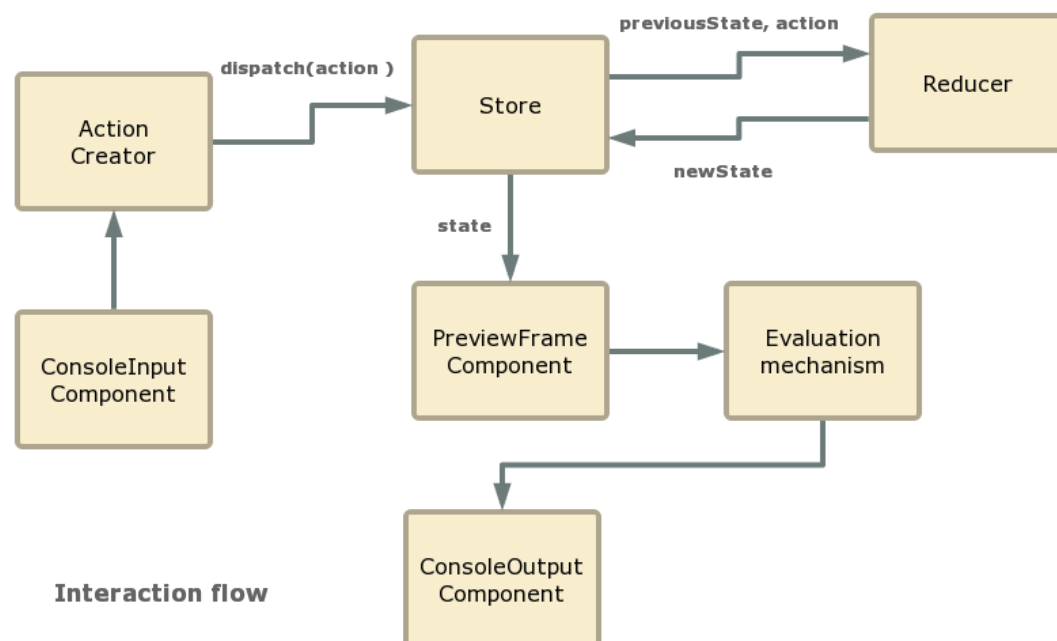 previousState, action
dispatch(action )
Reducer
Store
Action
Creator
newState
state
PreviewFrame
Component
Evaluation
mechanism
ConsoleInput
Component
ConsoleOutput
Component
Interaction flow